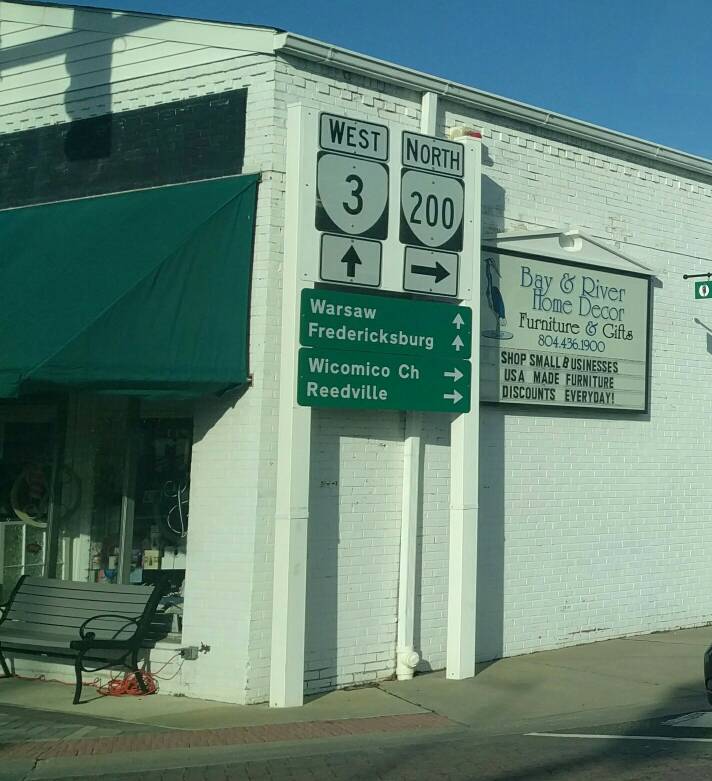 WEST
3
NORTH
200
Warsaw
Fredericksburg
Wicomico Ch
Reedville
Bay & River
Home Decor
Furniture & Gifts
804.436.1900
SHOP SMALL BUSINESSES
USA MADE FURNITURE
DISCOUNTS EVERYDAY!